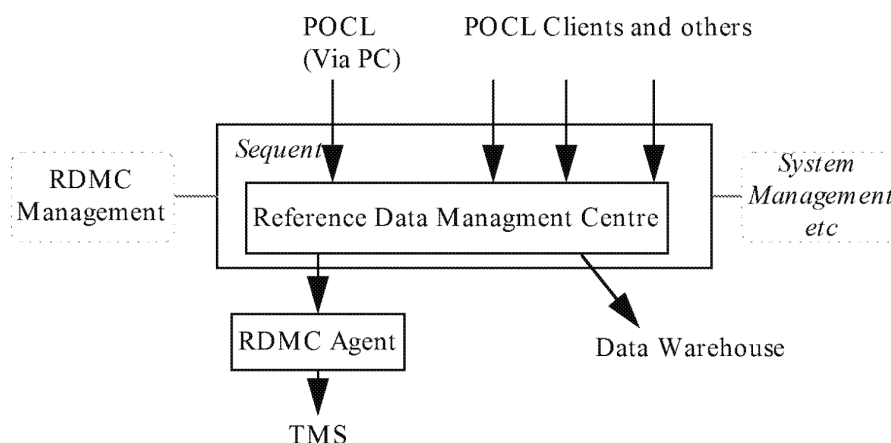 POCL
(Via PC)
POCL Clients and others
Sequent
RDMC
Management
Reference Data Managment Centre
System
Management
etc
RDMC Agent
Data Warehouse
TMS